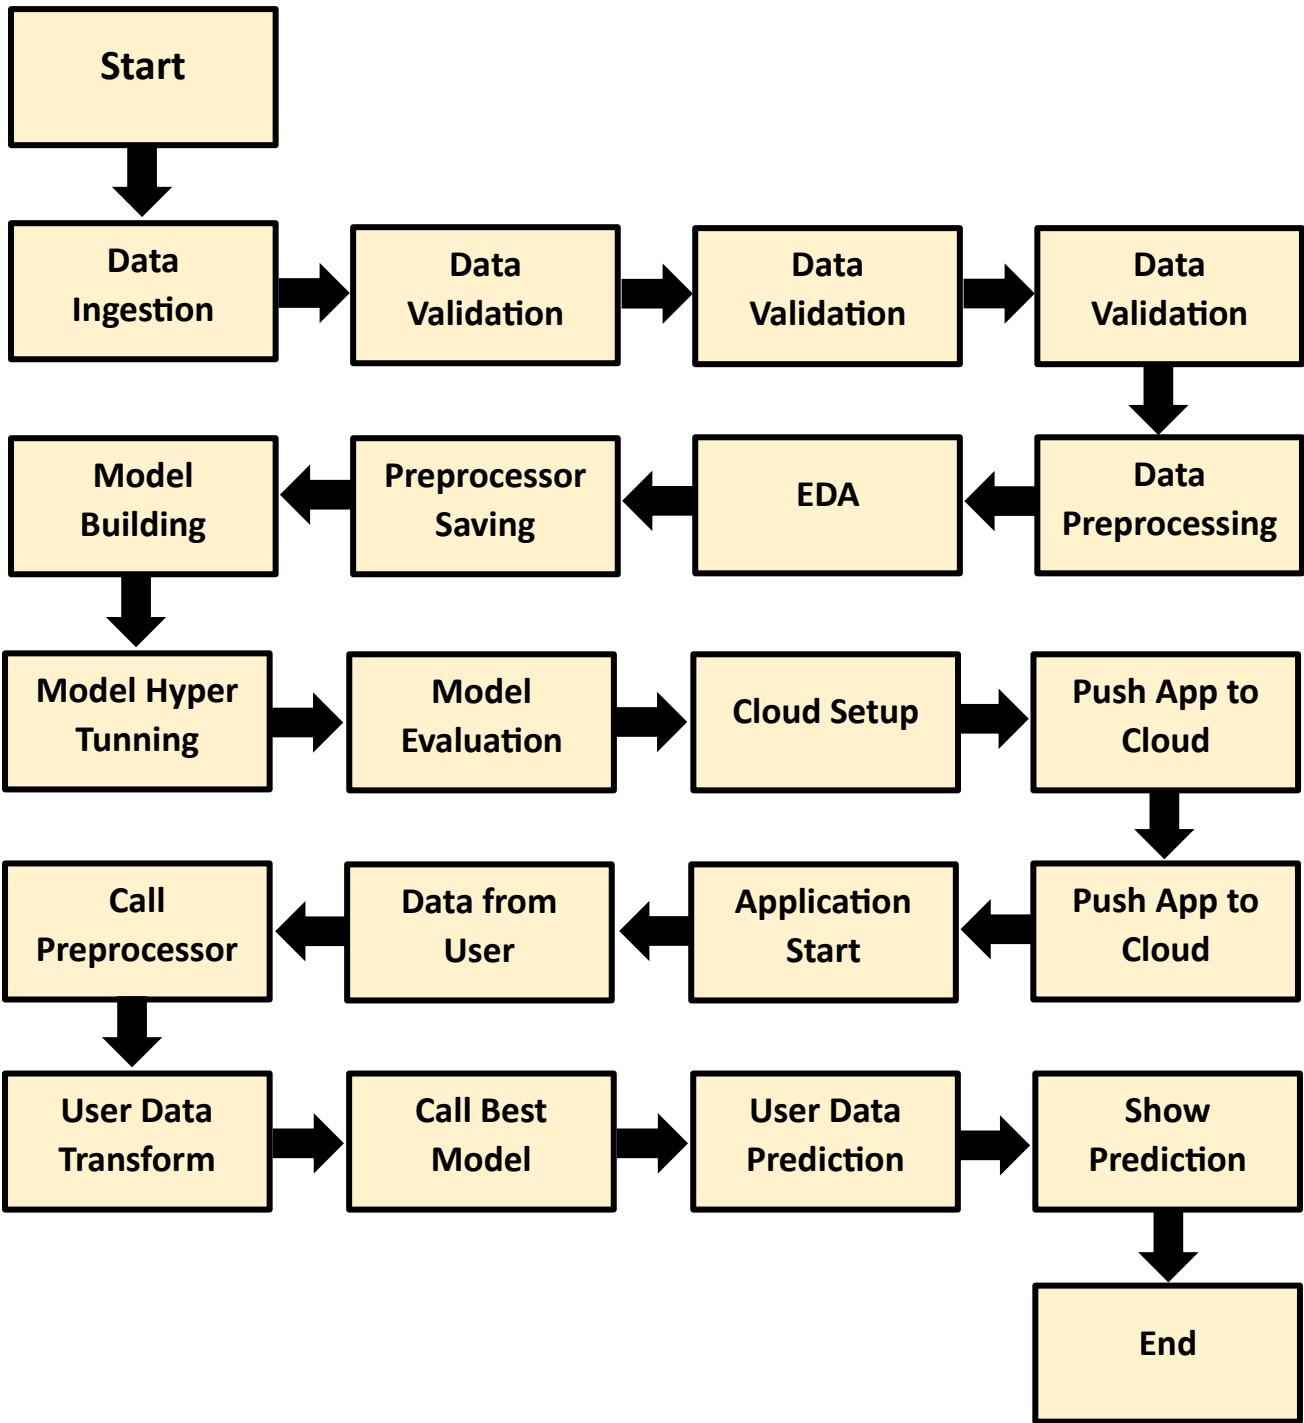 Start
Data
Ingestion
Data
Validation
Data
Validation
Data
Validation
Model
Building
Preprocessor
Saving
EDA
Data
Preprocessing
Model Hyper
Tunning
Model
Evaluation
Cloud Setup
Push App to
Cloud
Call
Preprocessor
Data from
User
Application
Start
Push App to
Cloud
User Data
Transform
Call Best
Model
User Data
Prediction
Show
Prediction
End